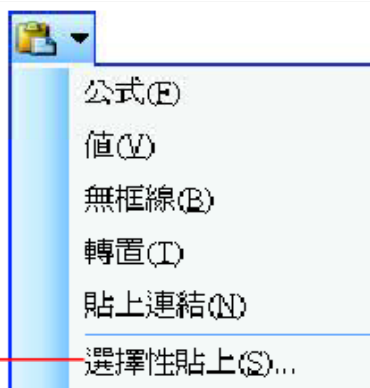 公式(F)
值(V)
無框線(B)
轉置(T)
貼上連結(N)
選擇性貼上(S)...